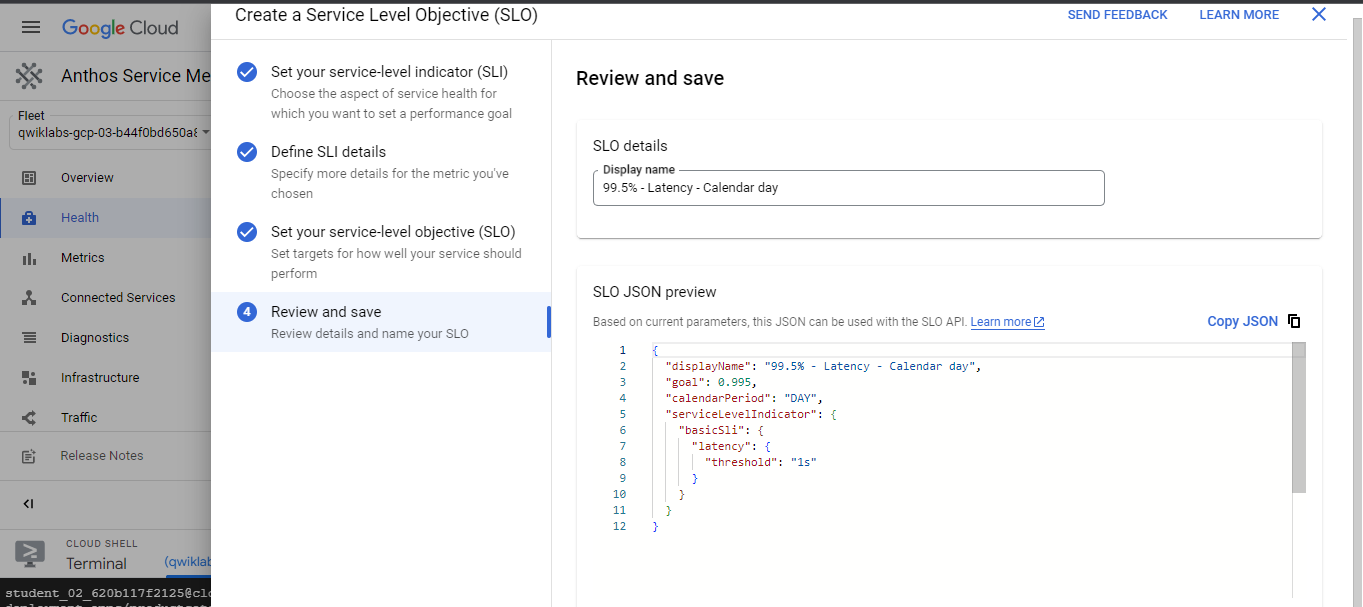 Create a Service Level Objective (SLO)
SEND FEEDBACK
LEARN MORE
Google Cloud
Anthos Service Me
Fleet
qwiklabs-gcp-03-b44f0bd650a8
Overview
Health
Metrics
Connected Services
Diagnostics
Infrastructure
Traffic
Release Notes
CLOUD SHELL
Terminal
(qwiklab
student_02_620b117f2125@clo
Set your service-level indicator (SLI)
Choose the aspect of service health for
which you want to set a performance goal
Define SLI details
Specify more details for the metric you've
chosen
Set your service-level objective (SLO)
Set targets for how well your service should
perform
4 Review and save
Review details and name your SLO
Review and save
SLO details
Display name
99.5% - Latency - Calendar day
SLO JSON preview
Based on current parameters, this JSON can be used with the SLO API. Learn more
Copy JSON
1 {
2 "displayName": "99.5% - Latency - Calendar day",
3 "goal": 0.995,
4 "calendarPeriod": "DAY",
5 "serviceLevelIndicator": {
6 "basicSli": {
7 "latency": {
8 "threshold": "1s"
9 }
10 }
11 }
12 }